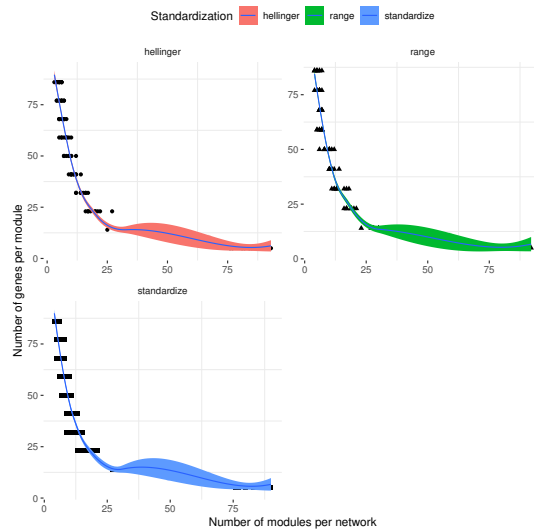 Standardization hellinger range standardize
hellinger range
75
50
25
0
0 25 50 75
75
50
25
0
0 25 50 75
standardize
75
50
25
0
0 25 50 75
Number of genes per module
Number of modules per network